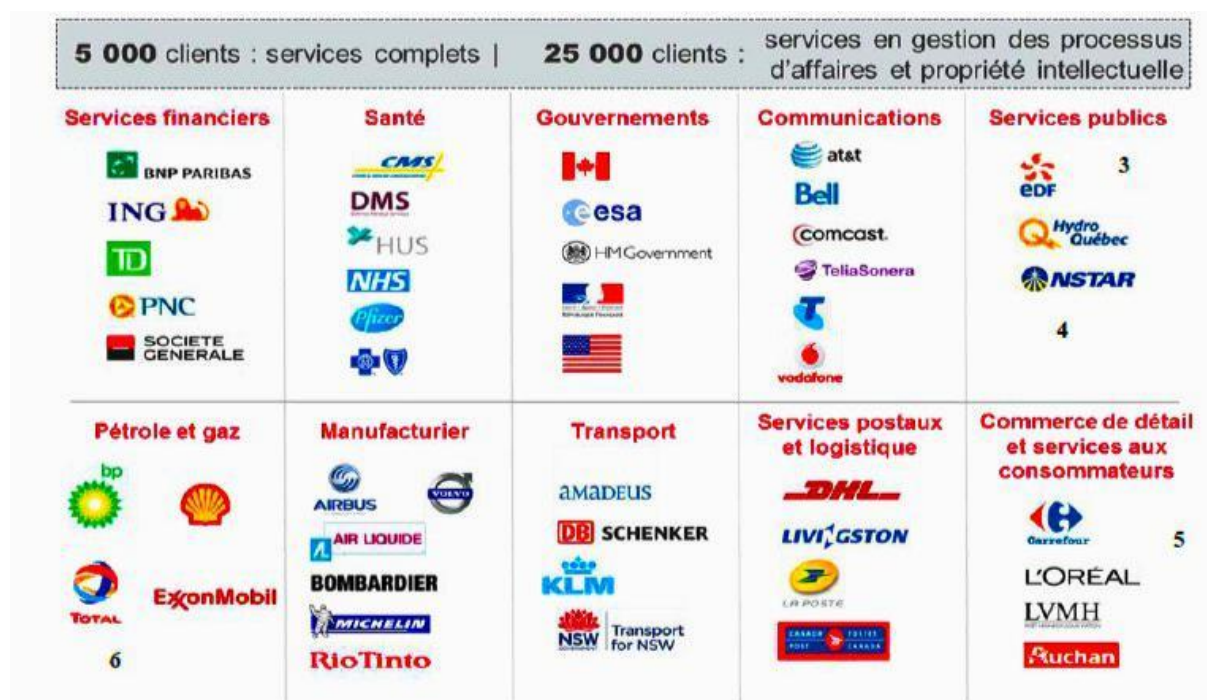 5 000 clients : services complets |
25 000 clients :
services en gestion des processus
d'affaires et propriété intellectuelle
Services financiers
BNP PARIBAS
ING
TD
PNC
SOCIETE
GENERALE
Santé
CMS
DMS
HUS
NHS
Pfizer
Gouvernements
esa
HM Government
Communications
at&t
Bell
comcast.
TeliaSonera
T
vodafone
Services publics
3
eDF
Hydro
Québec
NSTAR
4
Pétrole et gaz
bp
TOTAL
ExxonMobil
6
Manufacturier
AIRBUS
VOLVO
AIR LIQUIDE
BOMBARDIER
MICHELIN
RioTinto
Transport
aMaDEUS
DB SCHENKER
KLM
NSW
Transport
for NSW
Services postaux
et logistique
DHL
LIVINGSTON
LA POSTE
CANADA POSTES
POST CANADA
Commerce de détail
et services aux
consommateurs
Carrefour
5
L'ORÉAL
LVMH
Auchan